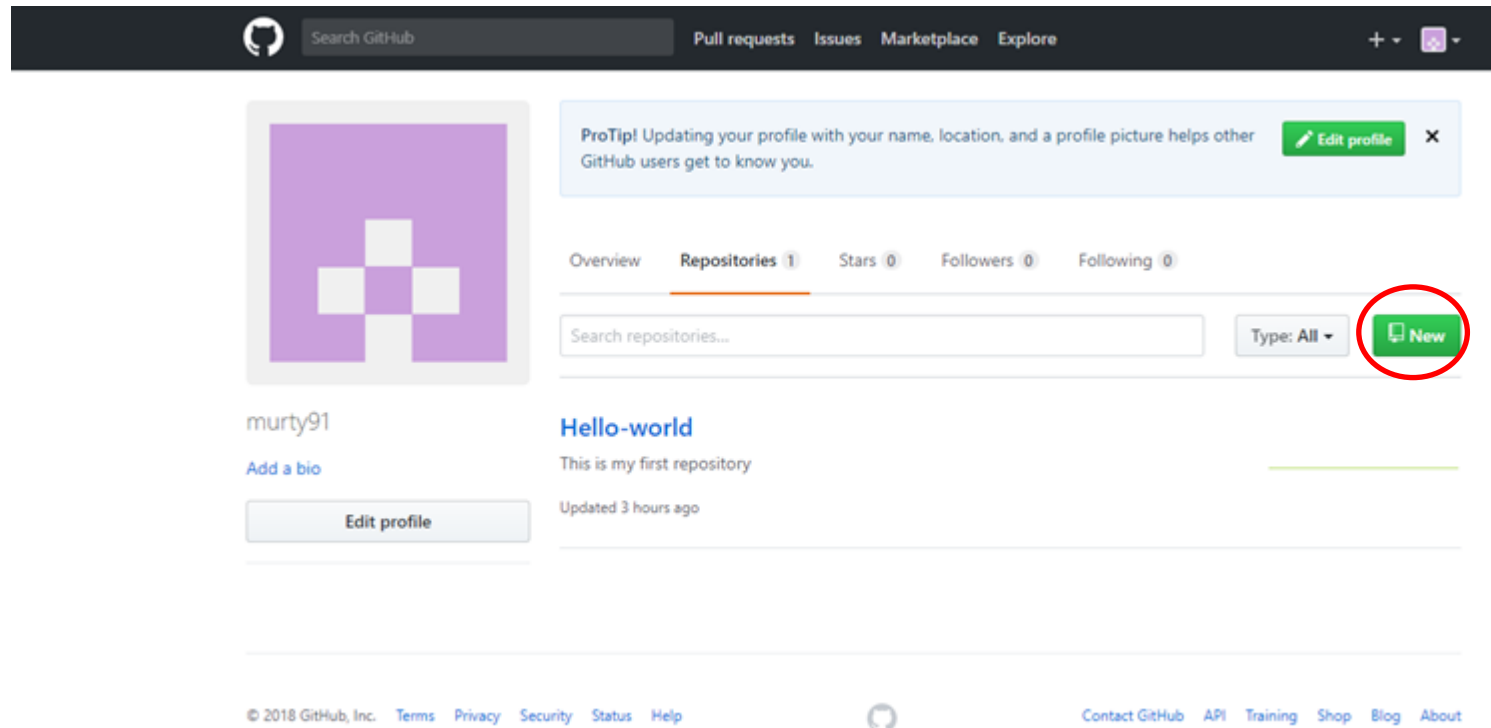 Search GitHub Pull requests Issues Marketplace Explore
ProTip! Updating your profile with your name, location, and a profile picture helps other
GitHub users get to know you.
Edit profile
Overview Repositories 1 Stars 0 Followers 0 Following 0
Search repositories... Type: All New
murty91
Add a bio
Edit profile
Hello-world
This is my first repository
Updated 3 hours ago
© 2018 GitHub, Inc. Terms Privacy Security Status Help Contact GitHub API Training Shop Blog About